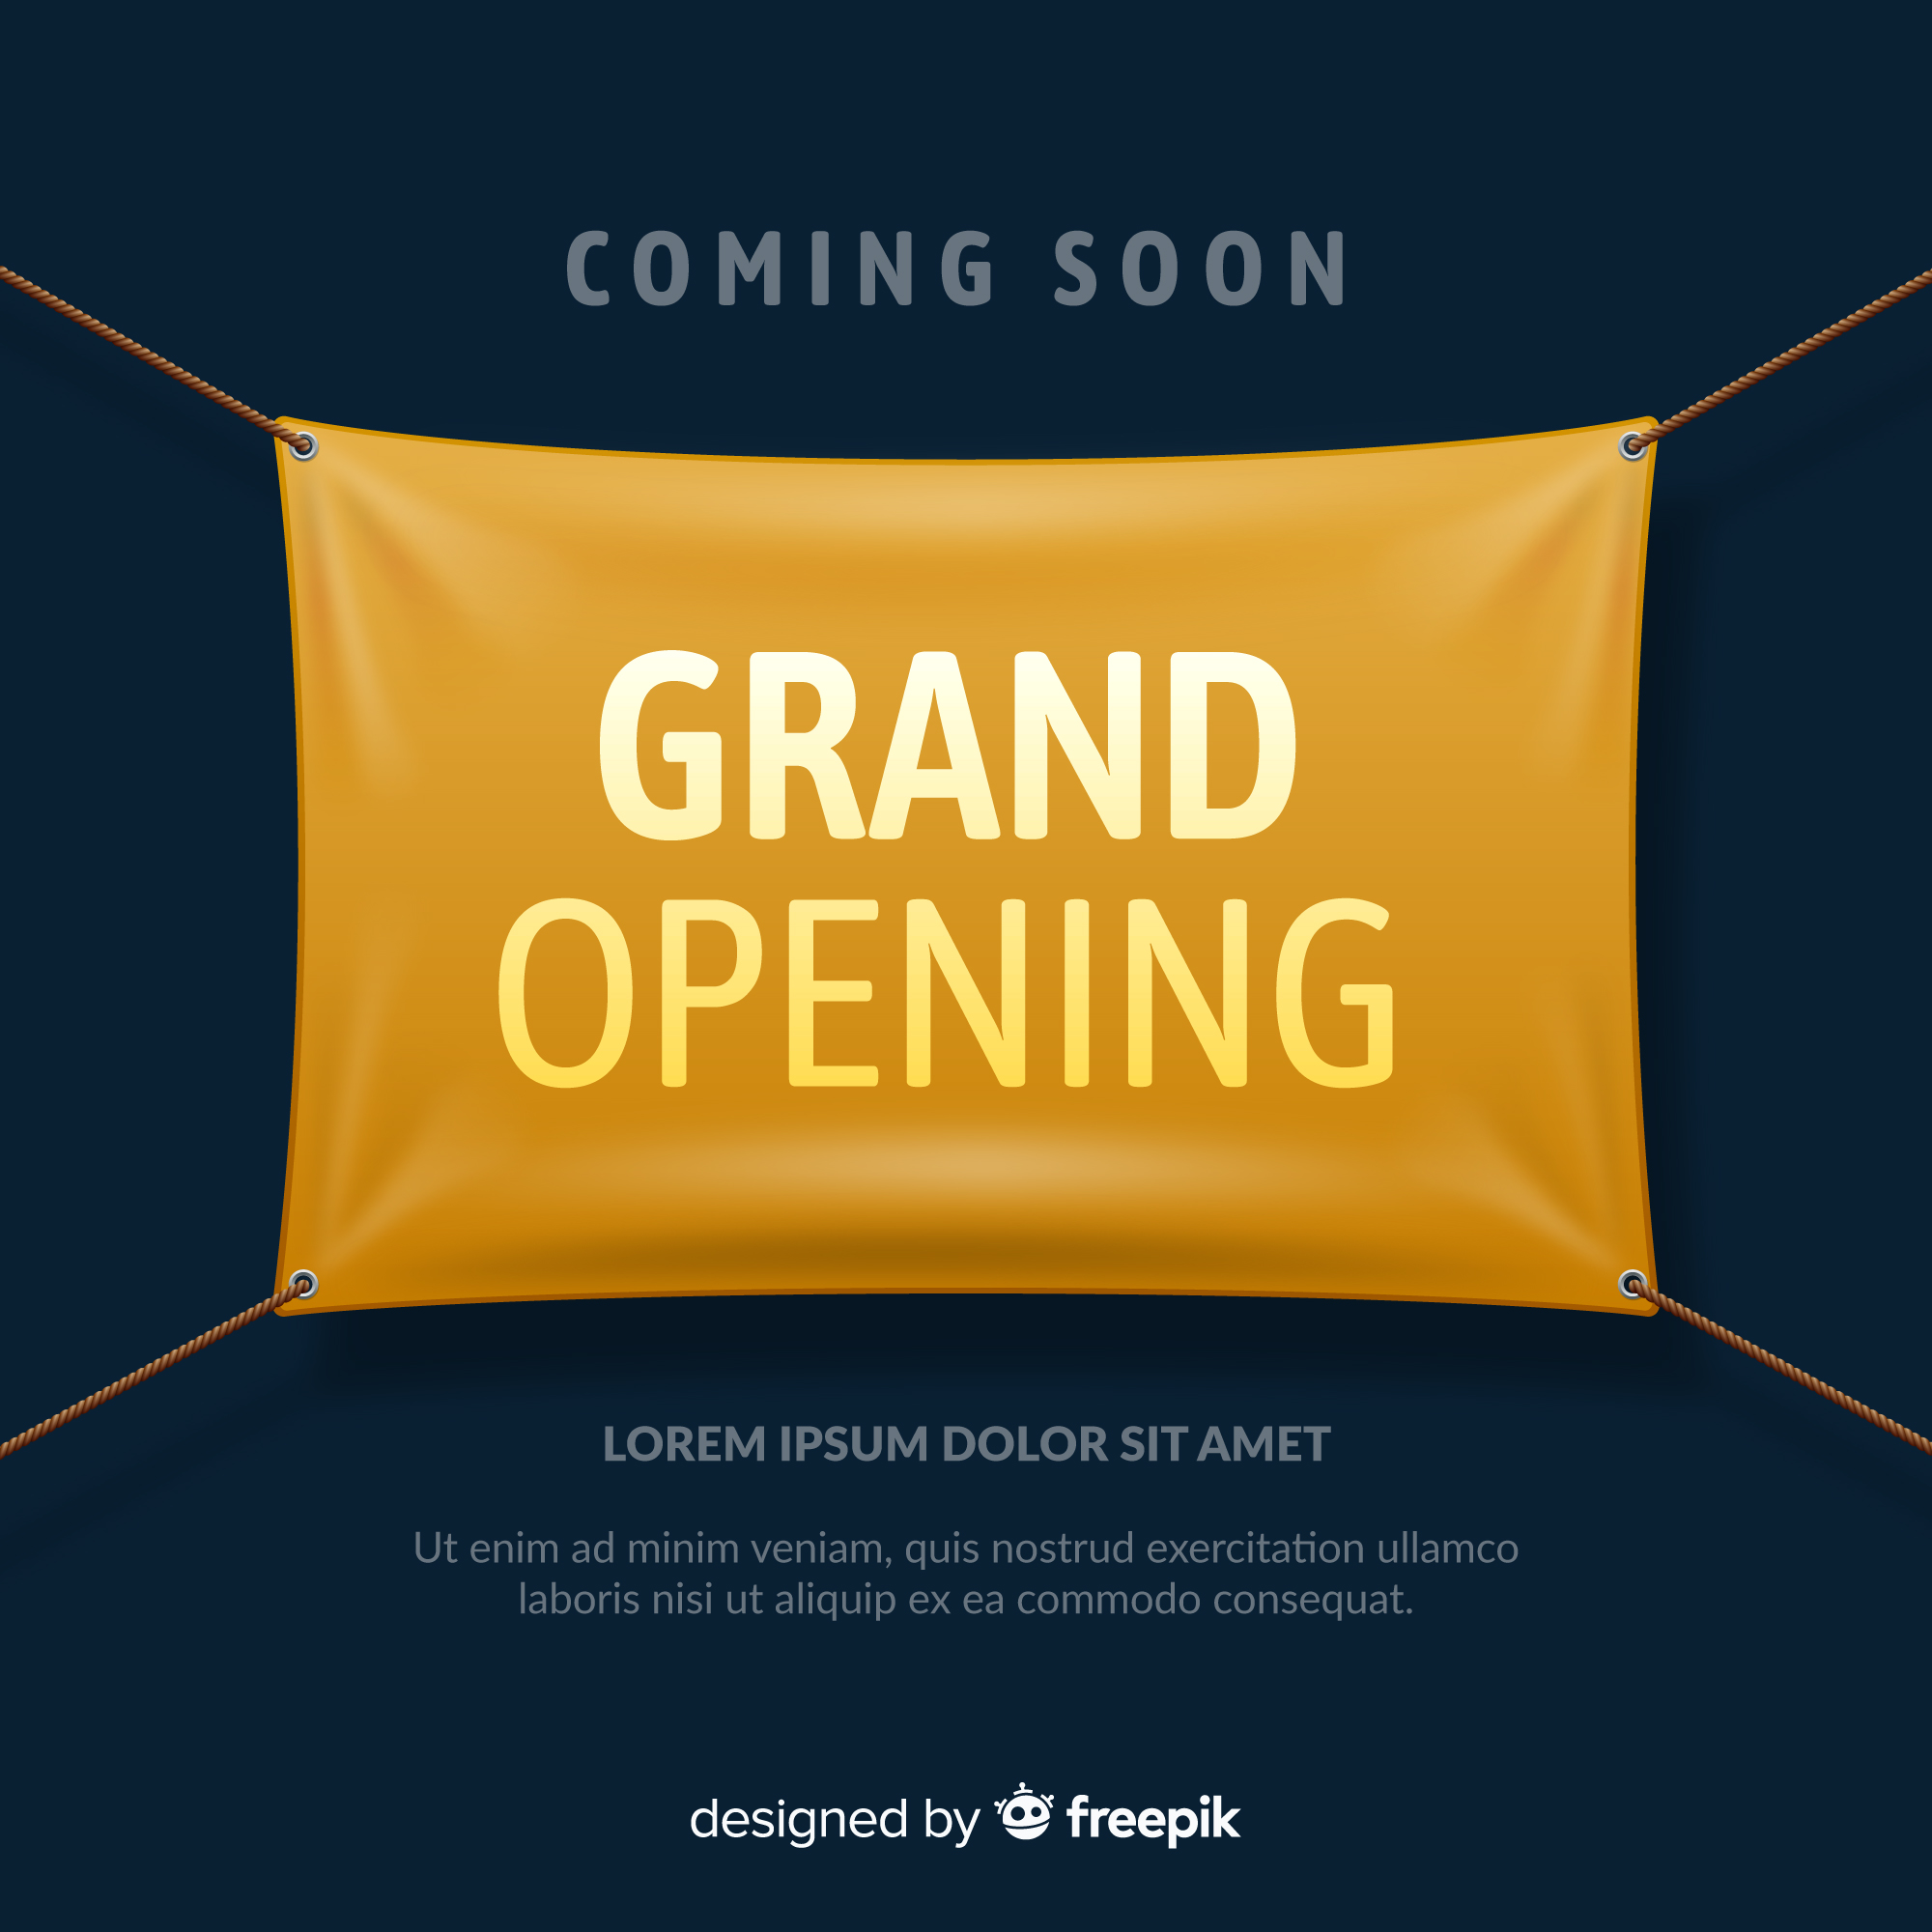 COMING SOON
GRAND
OPENING
LOREM IPSUM DOLOR SIT AMET
Ut enim ad minim veniam, quis nostrud exercitation ullamco
laboris nisi ut aliquip ex ea commodo consequat.
designed by freepik